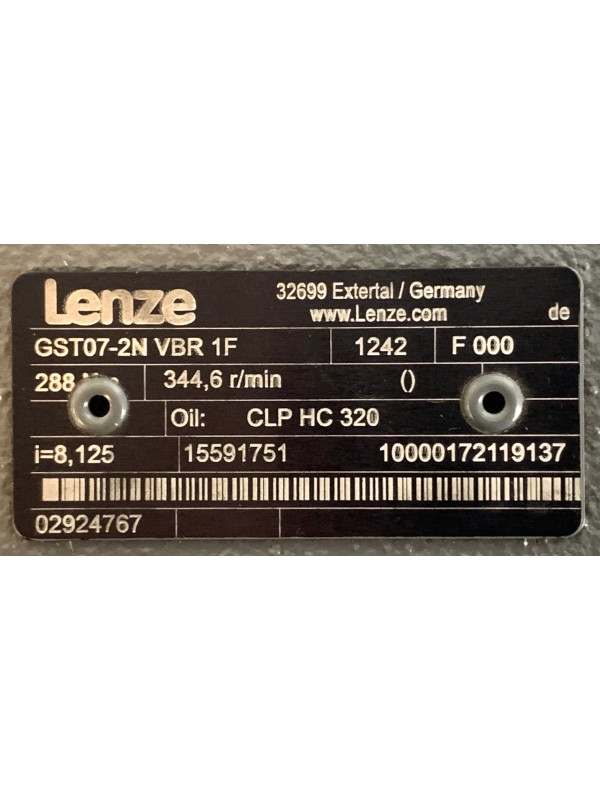 Lenze
32699 Extertal / Germany
www.Lenze.com de
GST07-2N VBR 1F 1242 F 000
288 344,6 r/min ()
Oil: CLP HC 320
i=8,125 15591751 10000172119137
02924767